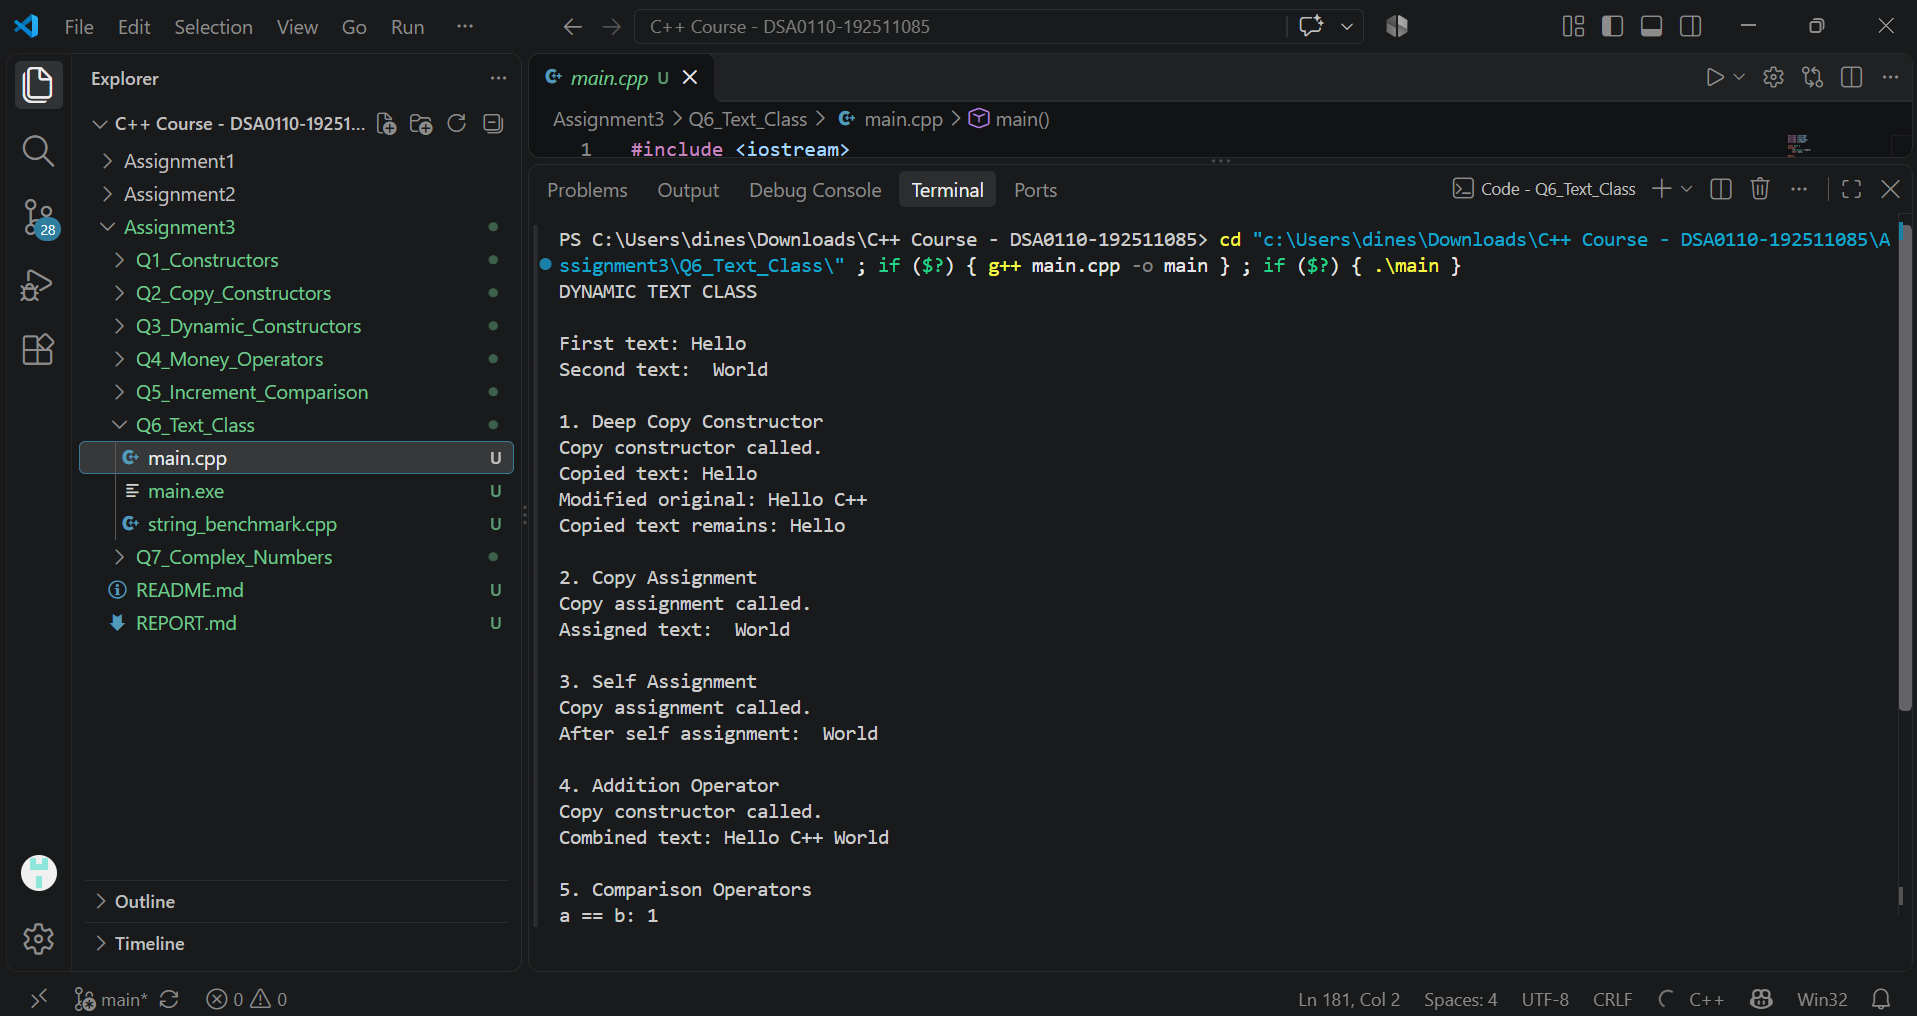 File Edit Selection View Go Run ···
C++ Course - DSA0110-192511085
Explorer
C++ Course - DSA0110-19251...
Assignment1
Assignment2
Assignment3
Q1_Constructors
Q2_Copy_Constructors
Q3_Dynamic_Constructors
Q4_Money_Operators
Q5_Increment_Comparison
Q6_Text_Class
main.cpp U
main.exe U
string_benchmark.cpp U
Q7_Complex_Numbers
README.md U
REPORT.md U
Outline
Timeline
28
main.cpp U
Assignment3 > Q6_Text_Class > main.cpp > main()
1 #include <iostream>
Problems Output Debug Console Terminal Ports
Code - Q6_Text_Class
PS C:\Users\dines\Downloads\C++ Course - DSA0110-192511085> cd "c:\Users\dines\Downloads\C++ Course - DSA0110-192511085\A
ssignment3\Q6_Text_Class\" ; if ($?) { g++ main.cpp -o main } ; if ($?) { .\main }
DYNAMIC TEXT CLASS
First text: Hello
Second text:  World
1. Deep Copy Constructor
Copy constructor called.
Copied text: Hello
Modified original: Hello C++
Copied text remains: Hello
2. Copy Assignment
Copy assignment called.
Assigned text:  World
3. Self Assignment
Copy assignment called.
After self assignment:  World
4. Addition Operator
Copy constructor called.
Combined text: Hello C++ World
5. Comparison Operators
a == b: 1
main* 0 0
Ln 181, Col 2 Spaces: 4 UTF-8 CRLF C++ Win32